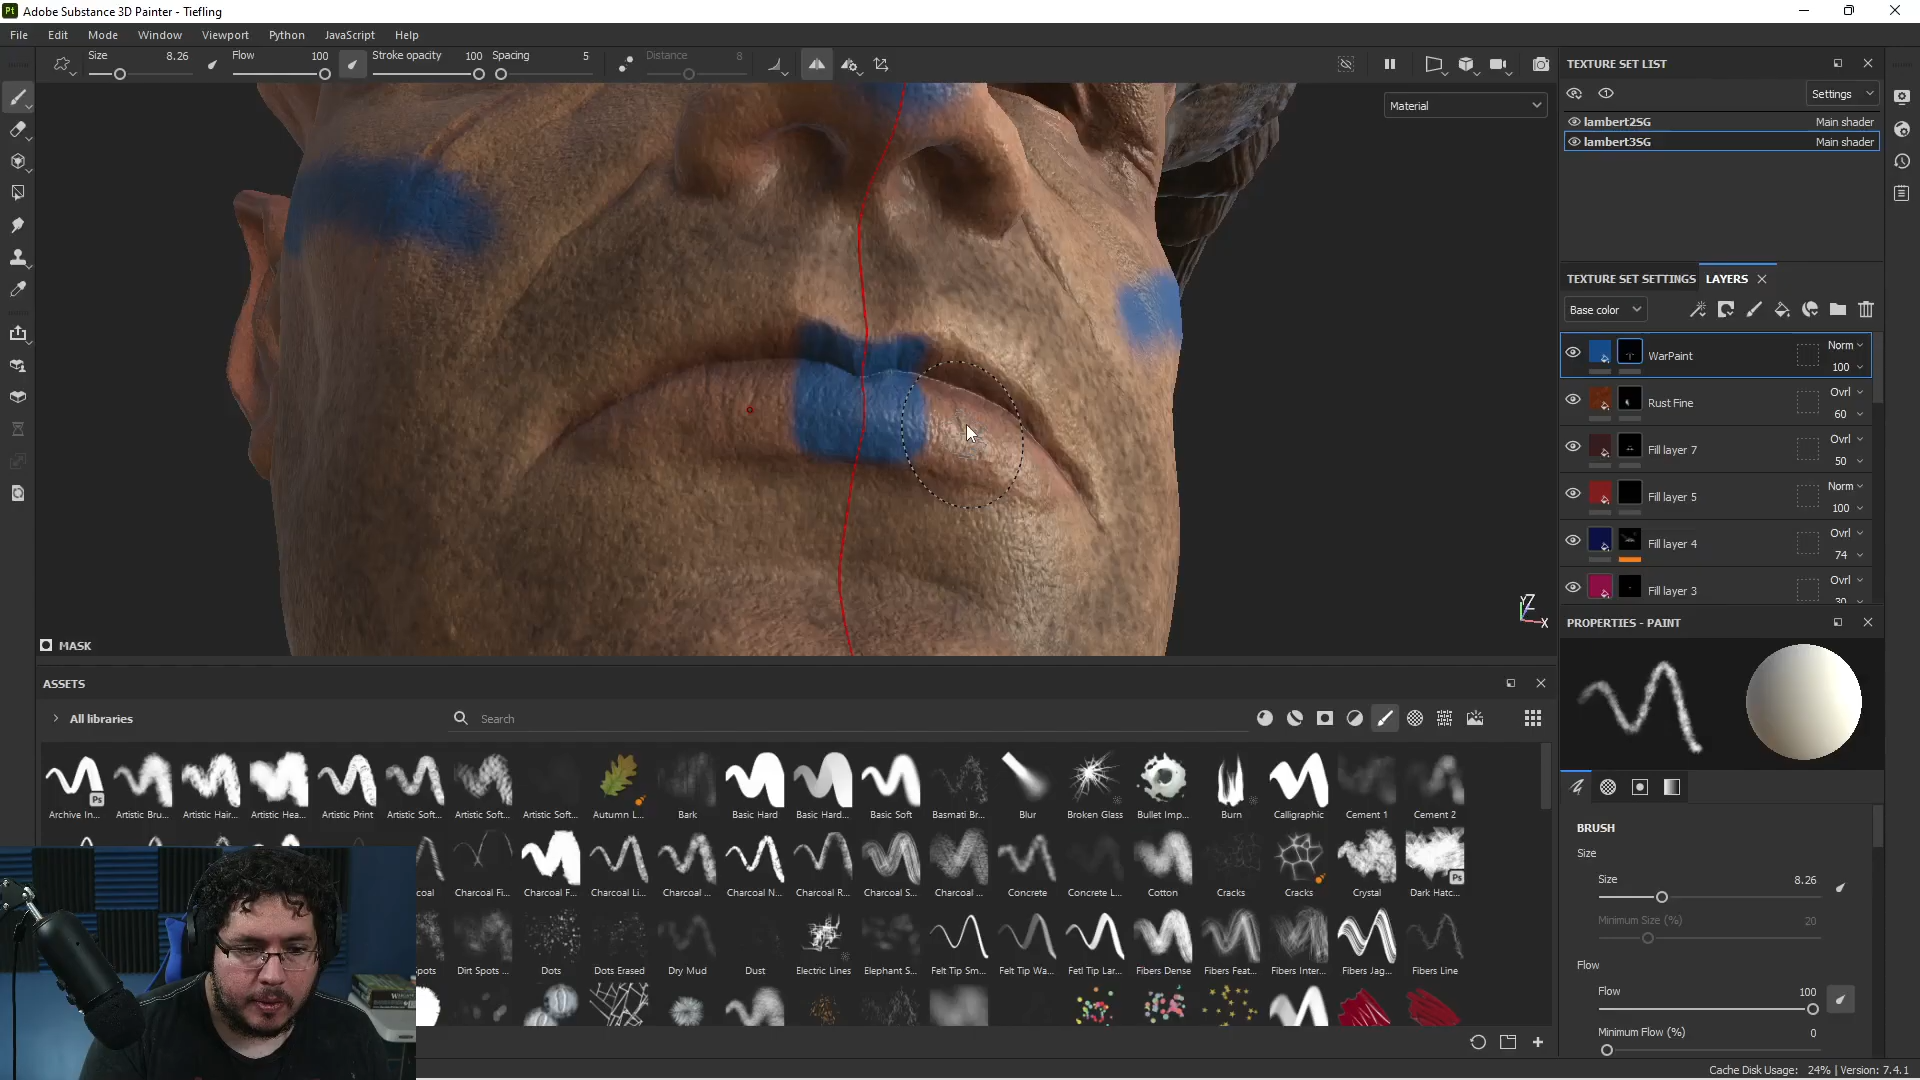 Adobe Substance 3D Painter - Tiefling
File Edit Mode Window Viewport Python JavaScript Help
Size 8.26 Flow 100 Stroke opacity 100 Spacing 5 Distance 8
Material
TEXTURE SET LIST
Settings
lambert2SG Main shader
lambert3SG Main shader
TEXTURE SET SETTINGS LAYERS
Base color
WarPaint Norm 100
Rust Fine Ovrl 60
Fill layer 7 Ovrl 50
Fill layer 5 Norm 100
Fill layer 4 Ovrl 74
Fill layer 3 Ovrl 30
Y Z X
MASK
PROPERTIES - PAINT
ASSETS
All libraries Search
Archive In... Artistic Bru... Artistic Hair... Artistic Hea... Artistic Print Artistic Soft... Artistic Soft... Artistic Soft... Autumn L... Bark Basic Hard Basic Hard... Basic Soft Basmati Br... Blur Broken Glass Bullet Imp... Burn Calligraphic Cement 1 Cement 2
Charcoal Fi... Charcoal F... Charcoal Li... Charcoal ... Charcoal N... Charcoal R... Charcoal S... Charcoal ... Concrete Concrete L... Cotton Cracks Cracks Crystal Dark Hatc...
Dirt Spots ... Dots Dots Erased Dry Mud Dust Electric Lines Elephant S... Felt Tip Sm... Felt Tip Wa... Fetl Tip Lar... Fibers Dense Fibers Feat... Fibers Inter... Fibers Jag... Fibers Line
BRUSH
Size
Size 8.26
Minimum Size (%) 20
Flow
Flow 100
Minimum Flow (%) 0
Cache Disk Usage: 24% | Version: 7.4.1